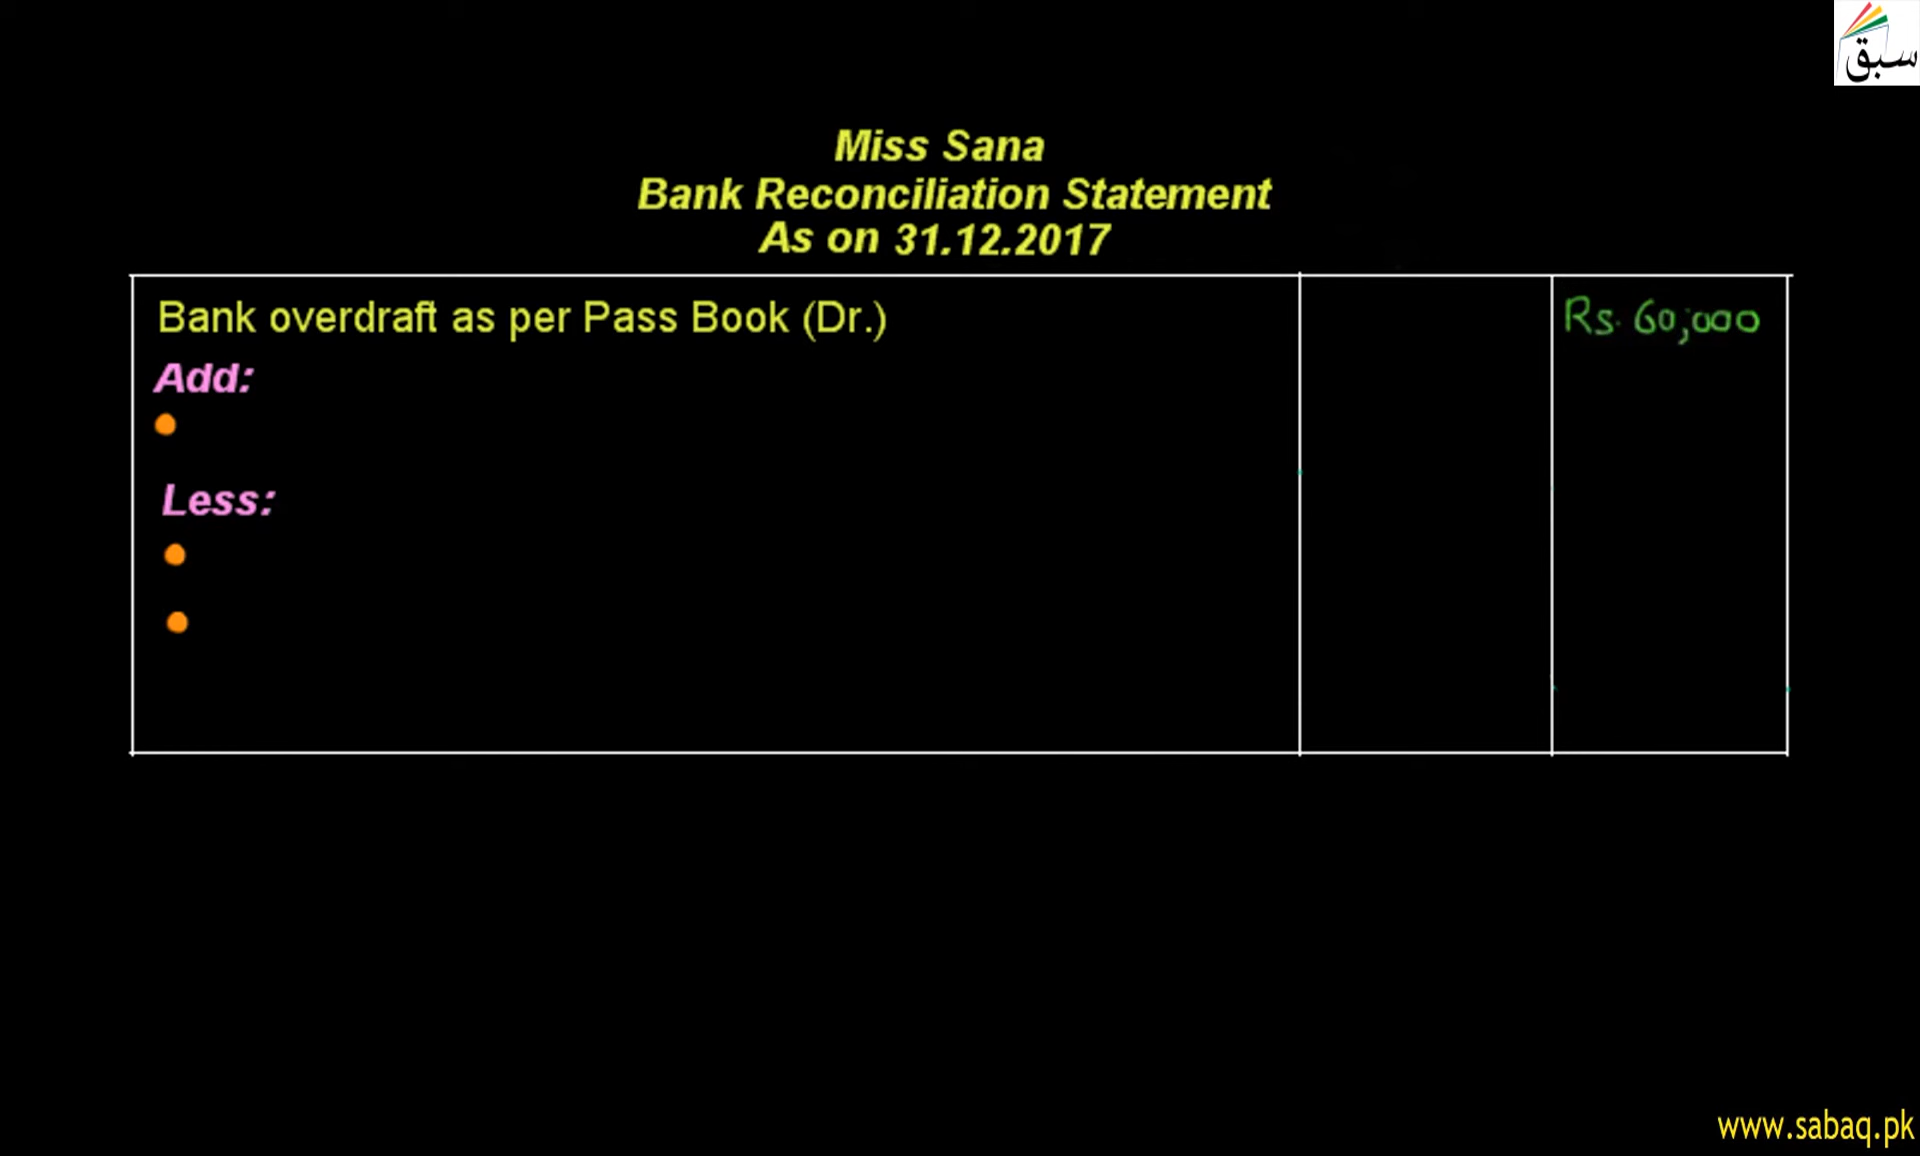 سبق
Miss Sana
Bank Reconciliation Statement
As on 31.12.2017
Bank overdraft as per Pass Book (Dr.) Rs. 60,000
Add:
Less:
www.sabaq.pk